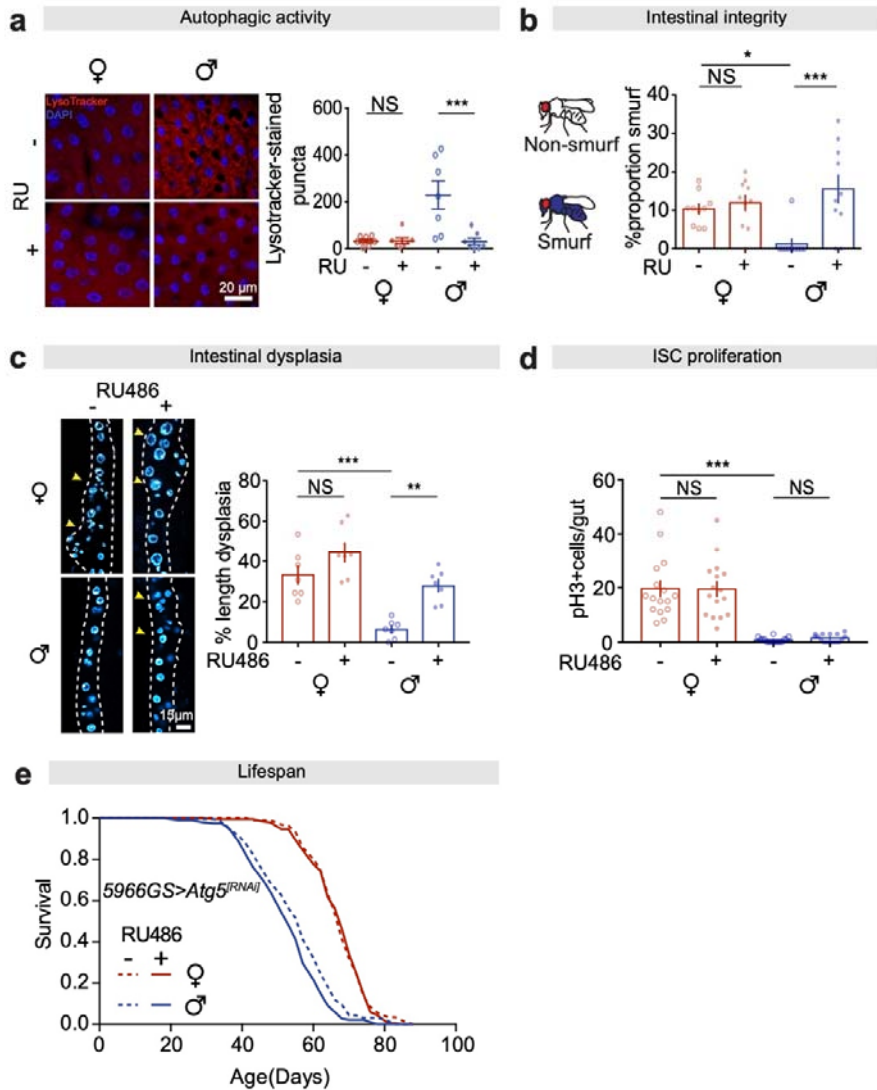 a Autophagic activity
♀ ♂
LysoTracker
DAPI
RU
-
+
20 µm
Lysotracker-stained
puncta
600
400
200
0
NS
***
RU - + - +
♀ ♂
b Intestinal integrity
Non-smurf
Smurf
%proportion smurf
40
30
20
10
0
*
NS
***
RU - + - +
♀ ♂
c Intestinal dysplasia
RU486
- +
♀
♂
15µm
% length dysplasia
80
60
40
20
0
***
NS
**
RU486 - + - +
♀ ♂
d ISC proliferation
pH3+cells/gut
60
40
20
0
***
NS
NS
RU486 - + - +
♀ ♂
e Lifespan
Survival
1.0
0.8
0.6
0.4
0.2
0.0
5966GS>Atg5[RNAi]
RU486
- +
♀
♂
0 20 40 60 80 100
Age(Days)